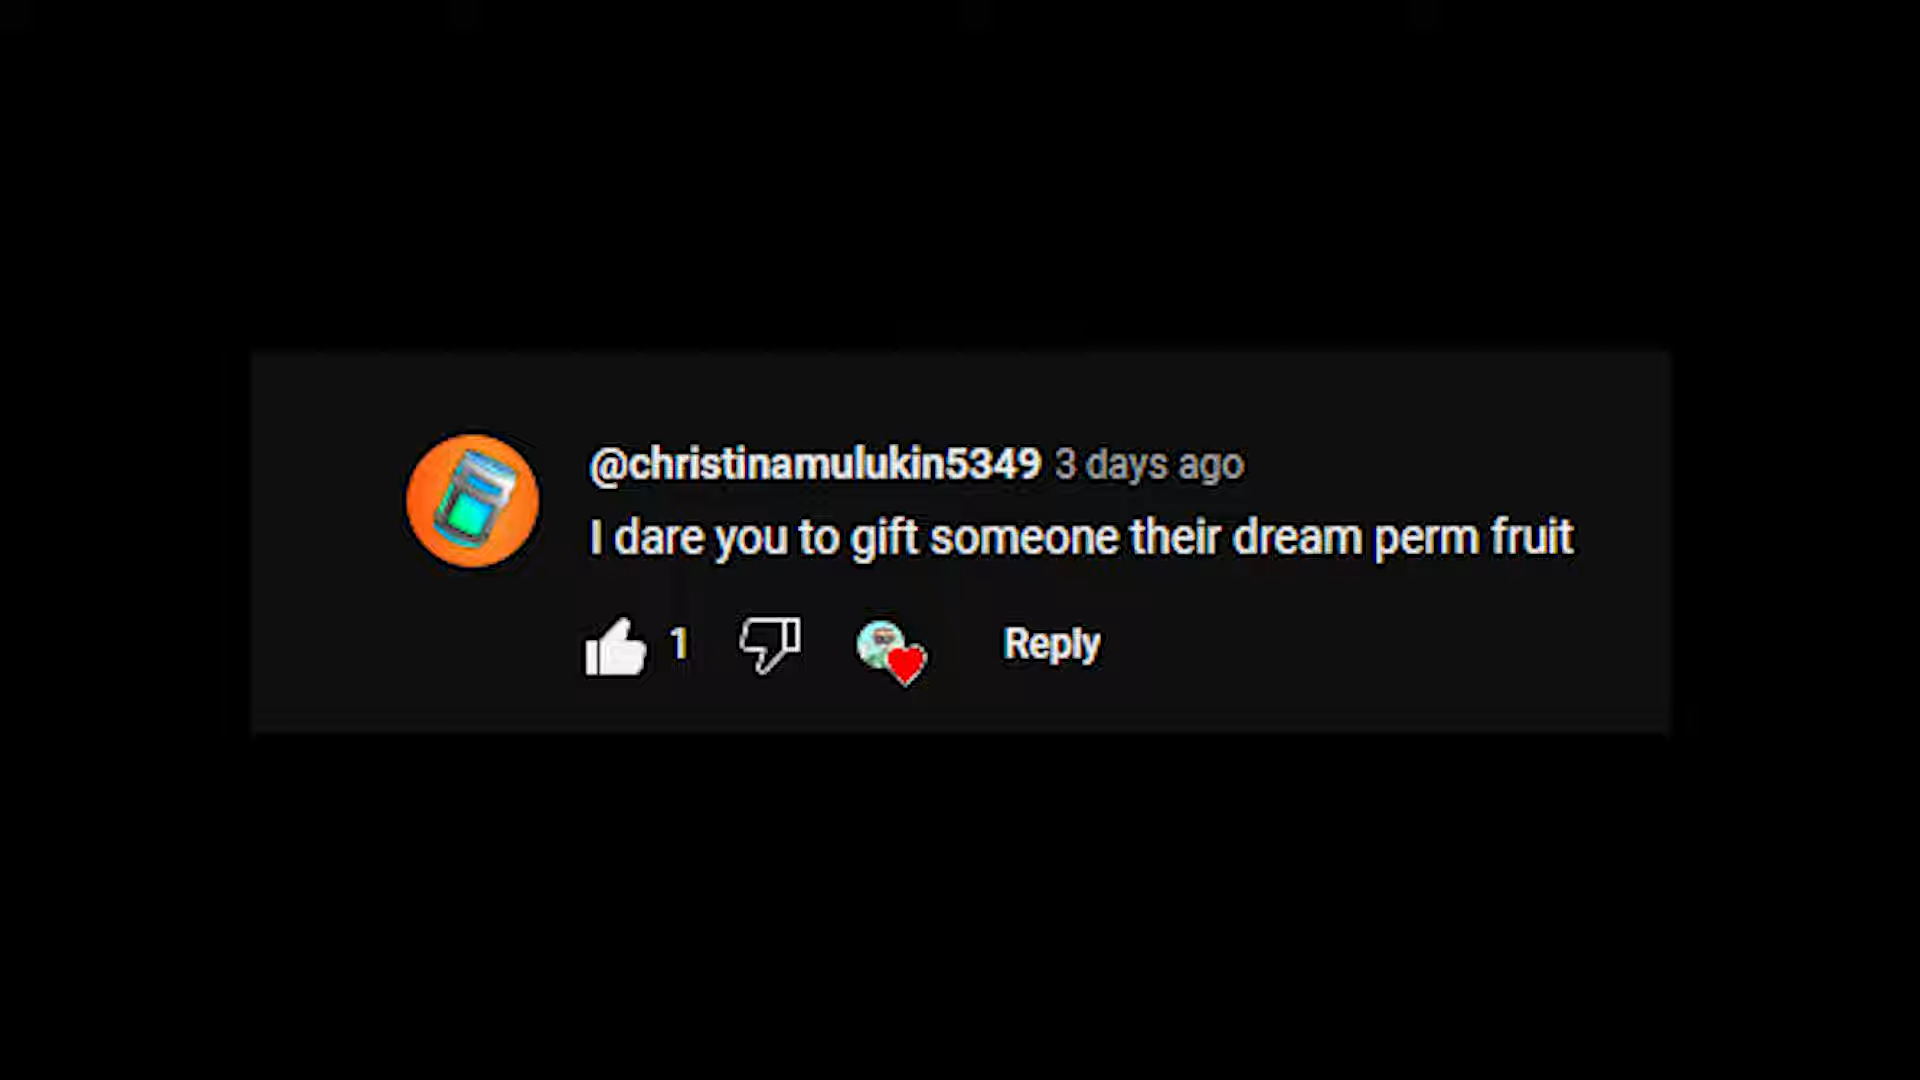 @christinamulukin5349 3 days ago
I dare you to gift someone their dream perm fruit
1 Reply